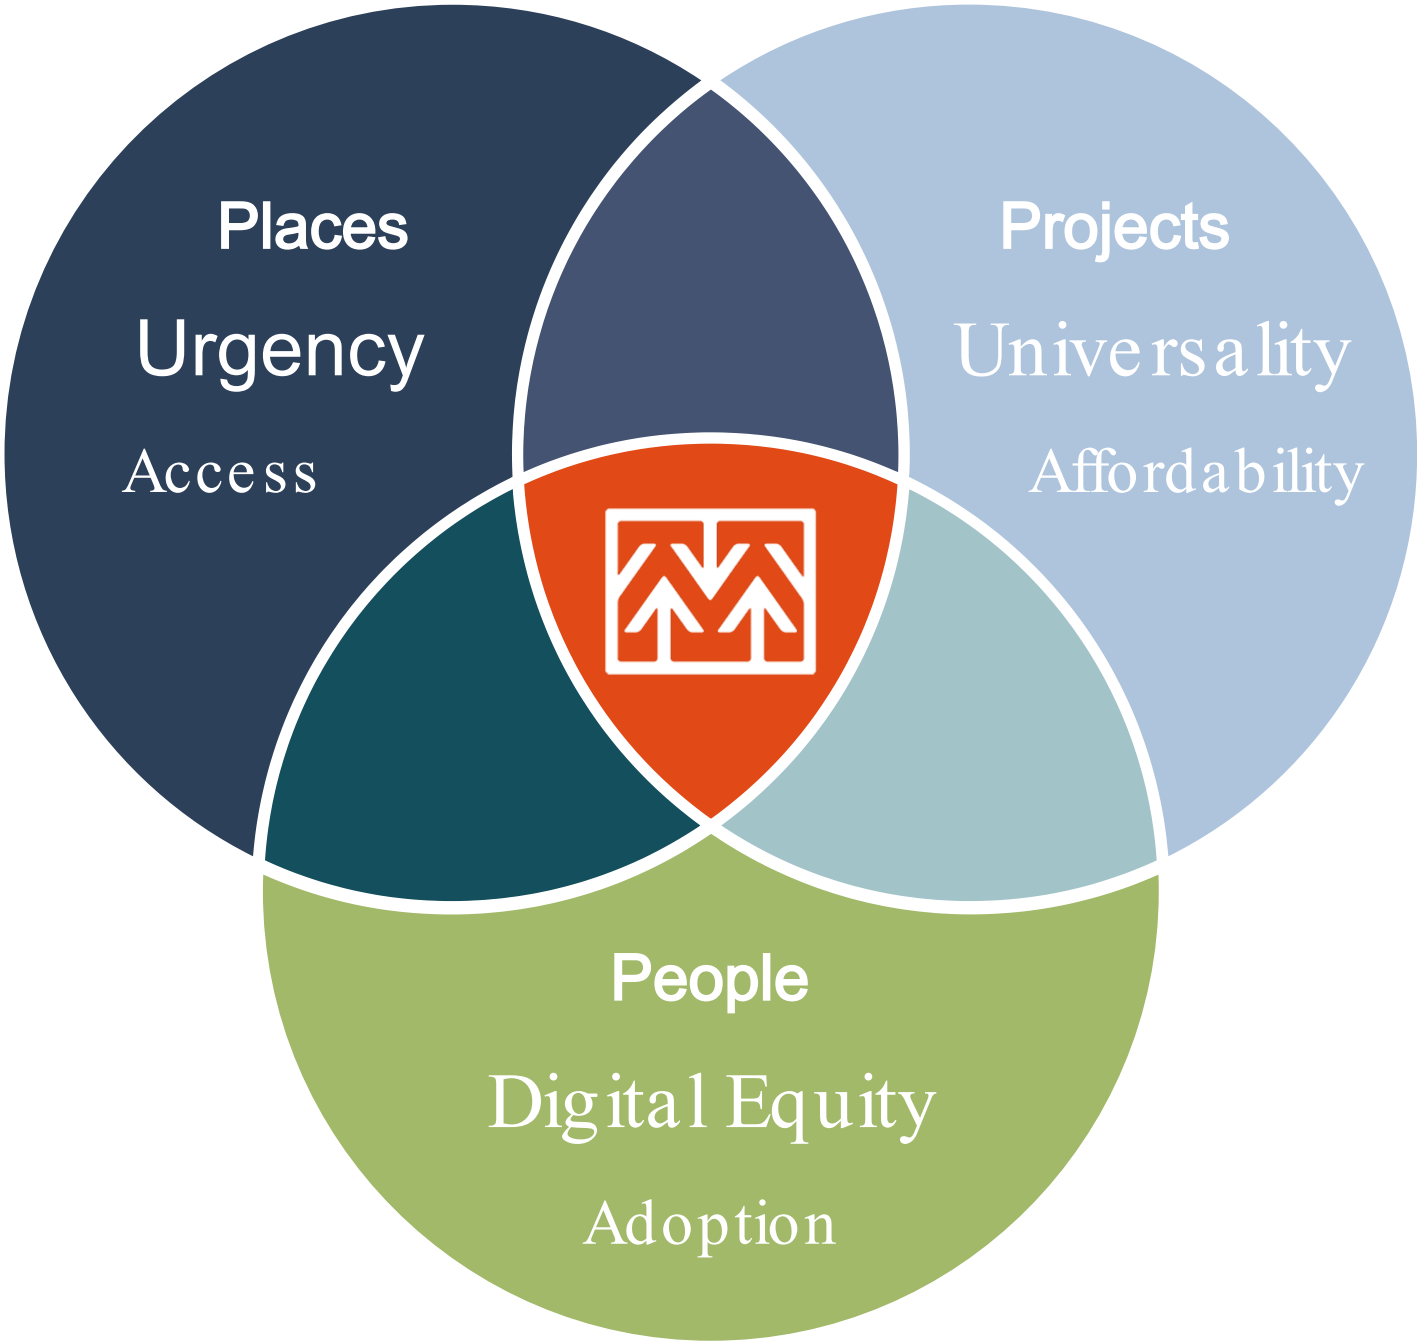 Places
Urgency
Access
Projects
Universality
Affordability
People
Digital Equity
Adoption